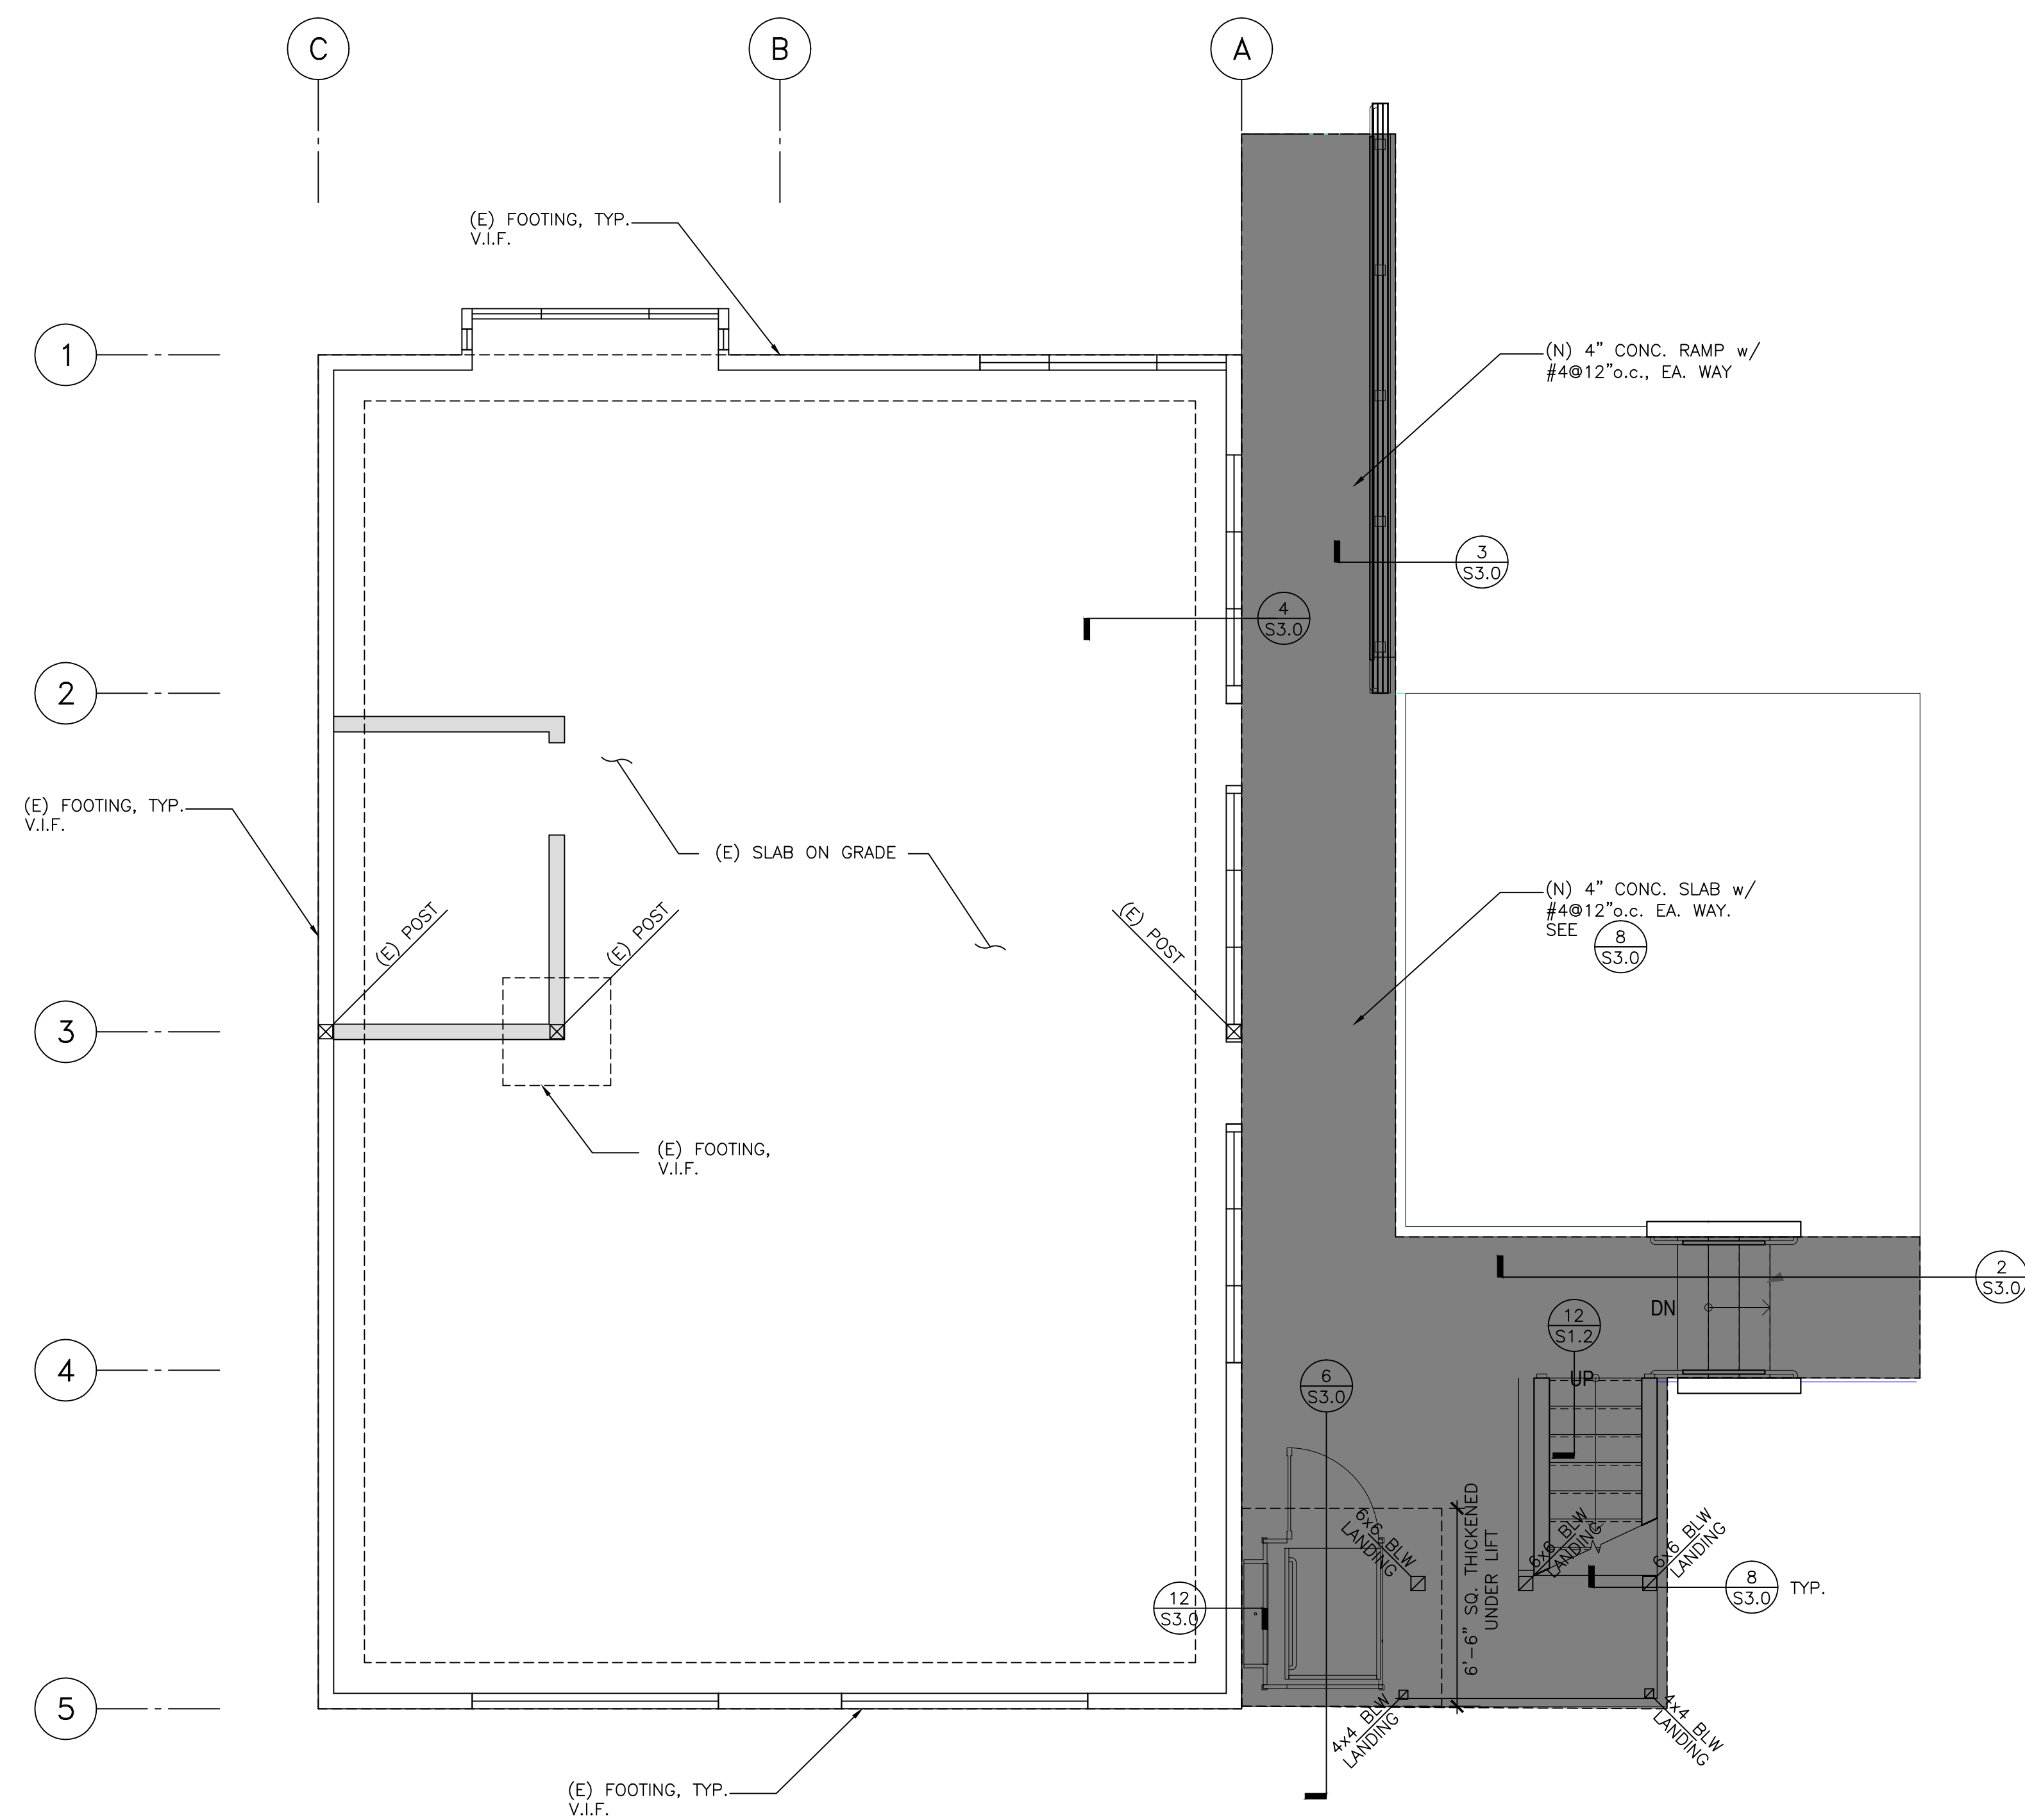 C
B
A
(E) FOOTING, TYP.
V.I.F.
1
(N) 4" CONC. RAMP w/
#4@12"o.c., EA. WAY
3
S3.0
4
S3.0
2
(E) FOOTING, TYP.
V.I.F.
(E) SLAB ON GRADE
(N) 4" CONC. SLAB w/
#4@12"o.c. EA. WAY.
SEE
8
S3.0
(E) POST
(E) POST
(E) POST
3
(E) FOOTING,
V.I.F.
2
S3.0
DN
12
S1.2
4
UP
6
S3.0
6x6 BLW
LANDING
6'-6" SQ. THICKENED
UNDER LIFT
6x6 BLW
LANDING
6x6 BLW
LANDING
8
S3.0
TYP.
12
S3.0
5
4x4 BLW
LANDING
4x4 BLW
LANDING
(E) FOOTING, TYP.
V.I.F.